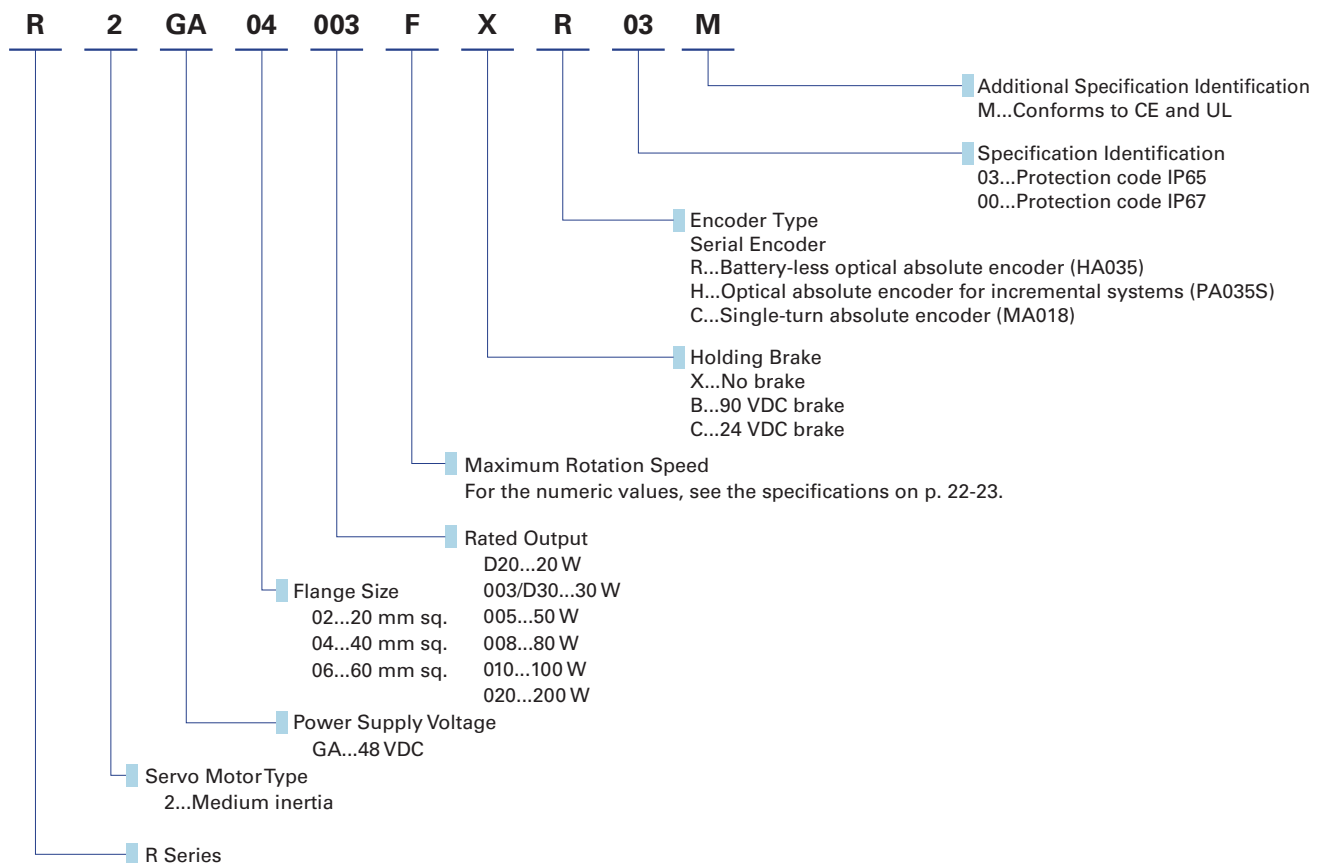 R 2 GA 04 003 F X R 03 M
Additional Specification Identification
M...Conforms to CE and UL
Specification Identification
03...Protection code IP65
00...Protection code IP67
Encoder Type
Serial Encoder
R...Battery-less optical absolute encoder (HA035)
H...Optical absolute encoder for incremental systems (PA035S)
C...Single-turn absolute encoder (MA018)
Holding Brake
X...No brake
B...90 VDC brake
C...24 VDC brake
Maximum Rotation Speed
For the numeric values, see the specifications on p. 22-23.
Rated Output
D20...20 W
003/D30...30 W
005...50 W
008...80 W
010...100 W
020...200 W
Flange Size
02...20 mm sq.
04...40 mm sq.
06...60 mm sq.
Power Supply Voltage
GA...48 VDC
Servo Motor Type
2...Medium inertia
R Series